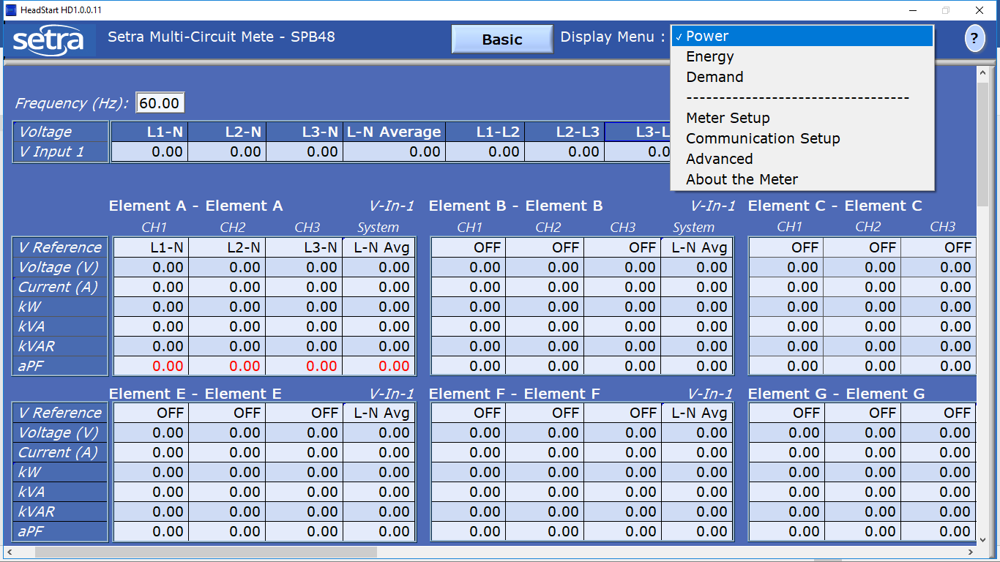 HeadStart HD1.0.0.11
setra Setra Multi-Circuit Mete - SPB48 Basic Display Menu : ✓ Power ?
Energy
Demand
----------------------------------
Meter Setup
Communication Setup
Advanced
About the Meter
Frequency (Hz): 60.00
Voltage L1-N L2-N L3-N L-N Average L1-L2 L2-L3 L3-L
V Input 1 0.00 0.00 0.00 0.00 0.00 0.00 0.0
Element A - Element A V-In-1 Element B - Element B V-In-1 Element C - Element C
CH1 CH2 CH3 System CH1 CH2 CH3 System CH1 CH2 CH3
V Reference L1-N L2-N L3-N L-N Avg OFF OFF OFF L-N Avg OFF OFF OFF
Voltage (V) 0.00 0.00 0.00 0.00 0.00 0.00 0.00 0.00 0.00 0.00 0.00
Current (A) 0.00 0.00 0.00 0.00 0.00 0.00 0.00 0.00 0.00 0.00 0.00
kW 0.00 0.00 0.00 0.00 0.00 0.00 0.00 0.00 0.00 0.00 0.00
kVA 0.00 0.00 0.00 0.00 0.00 0.00 0.00 0.00 0.00 0.00 0.00
kVAR 0.00 0.00 0.00 0.00 0.00 0.00 0.00 0.00 0.00 0.00 0.00
aPF 0.00 0.00 0.00 0.00 0.00 0.00 0.00 0.00 0.00 0.00 0.00
Element E - Element E V-In-1 Element F - Element F V-In-1 Element G - Element G
V Reference OFF OFF OFF L-N Avg OFF OFF OFF L-N Avg OFF OFF OFF
Voltage (V) 0.00 0.00 0.00 0.00 0.00 0.00 0.00 0.00 0.00 0.00 0.00
Current (A) 0.00 0.00 0.00 0.00 0.00 0.00 0.00 0.00 0.00 0.00 0.00
kW 0.00 0.00 0.00 0.00 0.00 0.00 0.00 0.00 0.00 0.00 0.00
kVA 0.00 0.00 0.00 0.00 0.00 0.00 0.00 0.00 0.00 0.00 0.00
kVAR 0.00 0.00 0.00 0.00 0.00 0.00 0.00 0.00 0.00 0.00 0.00
aPF 0.00 0.00 0.00 0.00 0.00 0.00 0.00 0.00 0.00 0.00 0.00